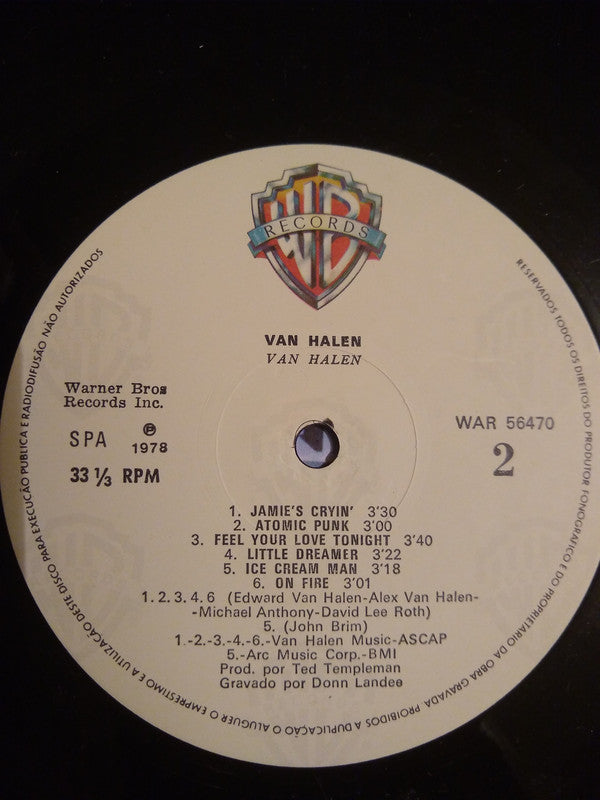 WB
RECORDS
VAN HALEN
VAN HALEN
Warner Bros
Records Inc.
SPA ℗ 1978
33 1/3 RPM
WAR 56470
2
1. JAMIE'S CRYIN' 3'30
2. ATOMIC PUNK 3'00
3. FEEL YOUR LOVE TONIGHT 3'40
4. LITTLE DREAMER 3'22
5. ICE CREAM MAN 3'18
6. ON FIRE 3'01
1.2.3.4.6 (Edward Van Halen-Alex Van Halen-
-Michael Anthony-David Lee Roth)
5. (John Brim)
1.-2.-3.-4.-6.-Van Halen Music-ASCAP
5.-Arc Music Corp.-BMI
Prod. por Ted Templeman
Gravado por Donn Landee
RESERVADOS TODOS OS DIREITOS DO PRODUTOR FONOGRAFICO E DO PROPRIETARIO DA OBRA GRAVADA PROIBIDOS A DUPLICAÇÃO O ALUGUER O EMPRESTIMO E A UTILIZAÇÃO DESTE DISCO PARA EXECUÇÃO PUBLICA E RADIODIFUSÃO NÃO AUTORIZADOS